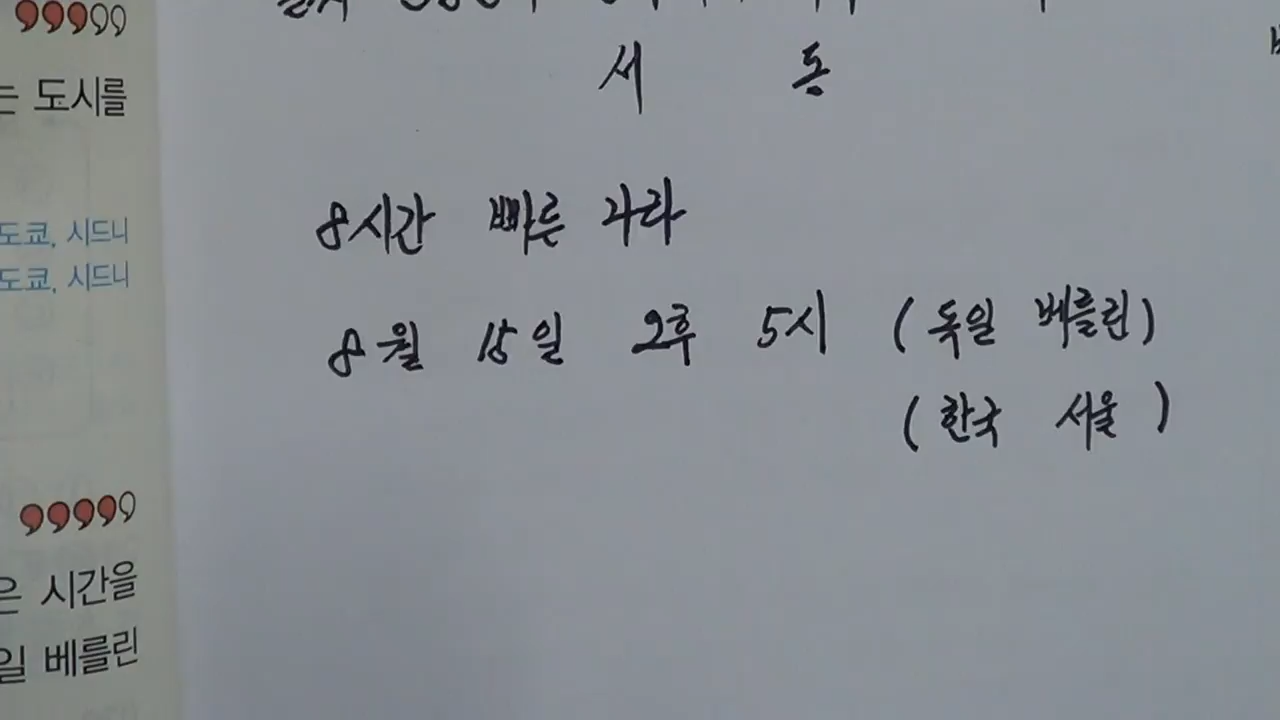 는 도시를
도쿄, 시드니
도쿄, 시드니
은 시간을
일 베를린
서 동
8시간 빠른 나라
8월 15일 오후 5시 (독일 베를린)
(한국 서울)